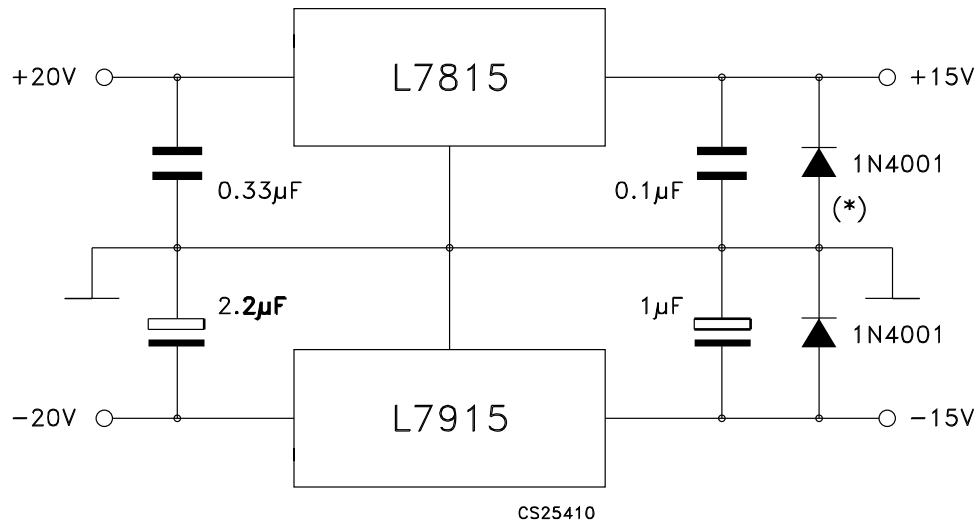 L7815
+20V
+15V
1N4001
0.33µF
0.1µF
(*)
2.2µF
1µF
1N4001
L7915
-20V
-15V
CS25410